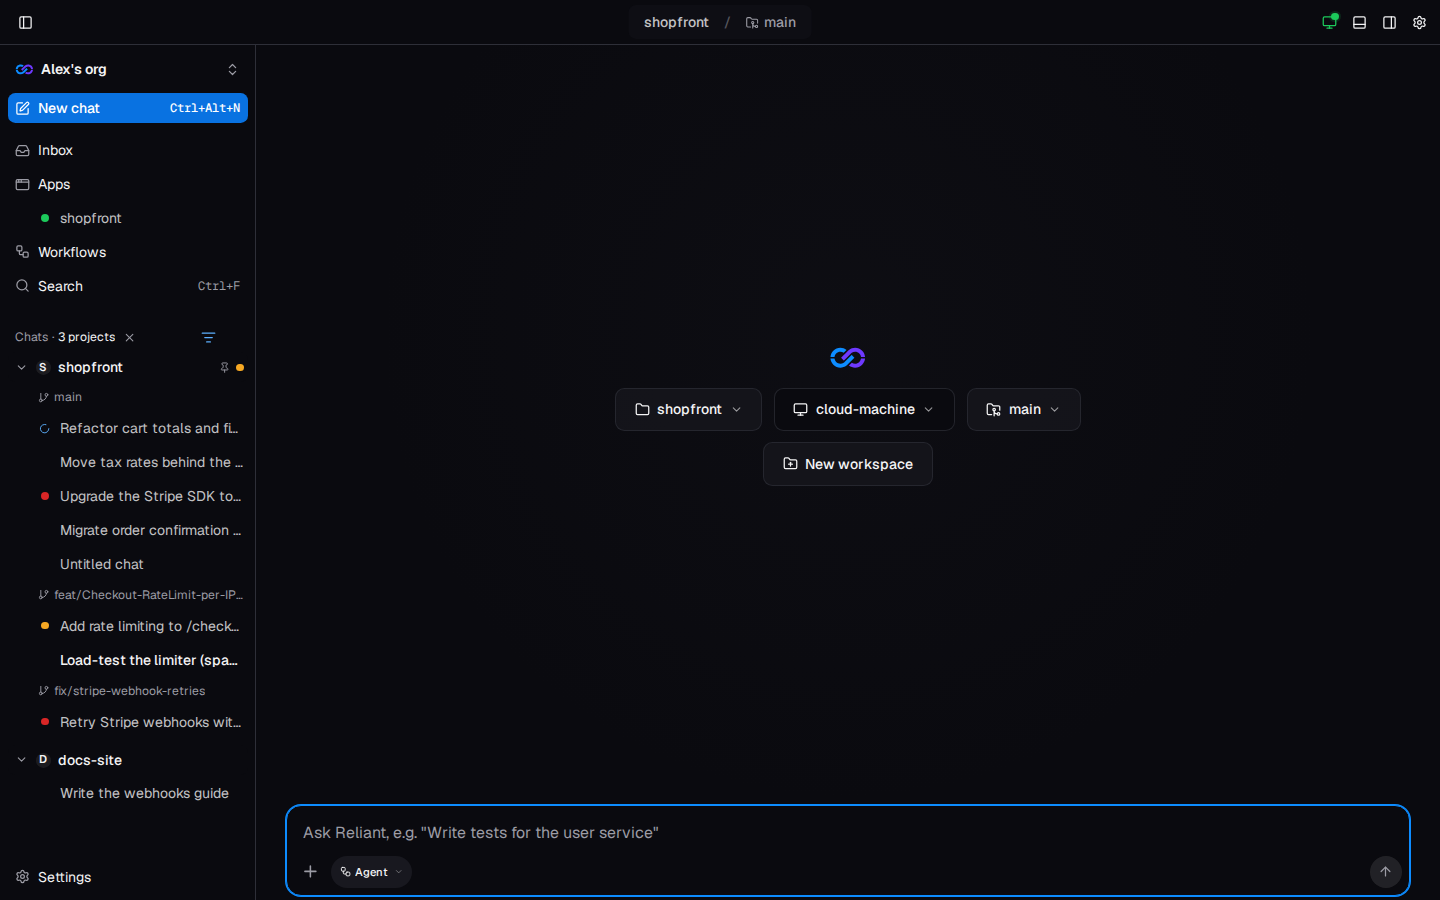 shopfront / main
Alex's org
New chat Ctrl+Alt+N
Inbox
Apps
shopfront
Workflows
Search Ctrl+F
Chats · 3 projects
S shopfront
main
Refactor cart totals and fi...
Move tax rates behind the ...
Upgrade the Stripe SDK to...
Migrate order confirmation ...
Untitled chat
feat/Checkout-RateLimit-per-IP...
Add rate limiting to /check...
Load-test the limiter (spa...
fix/stripe-webhook-retries
Retry Stripe webhooks wit...
D docs-site
Write the webhooks guide
Settings
shopfront cloud-machine main
New workspace
Ask Reliant, e.g. "Write tests for the user service"
Agent